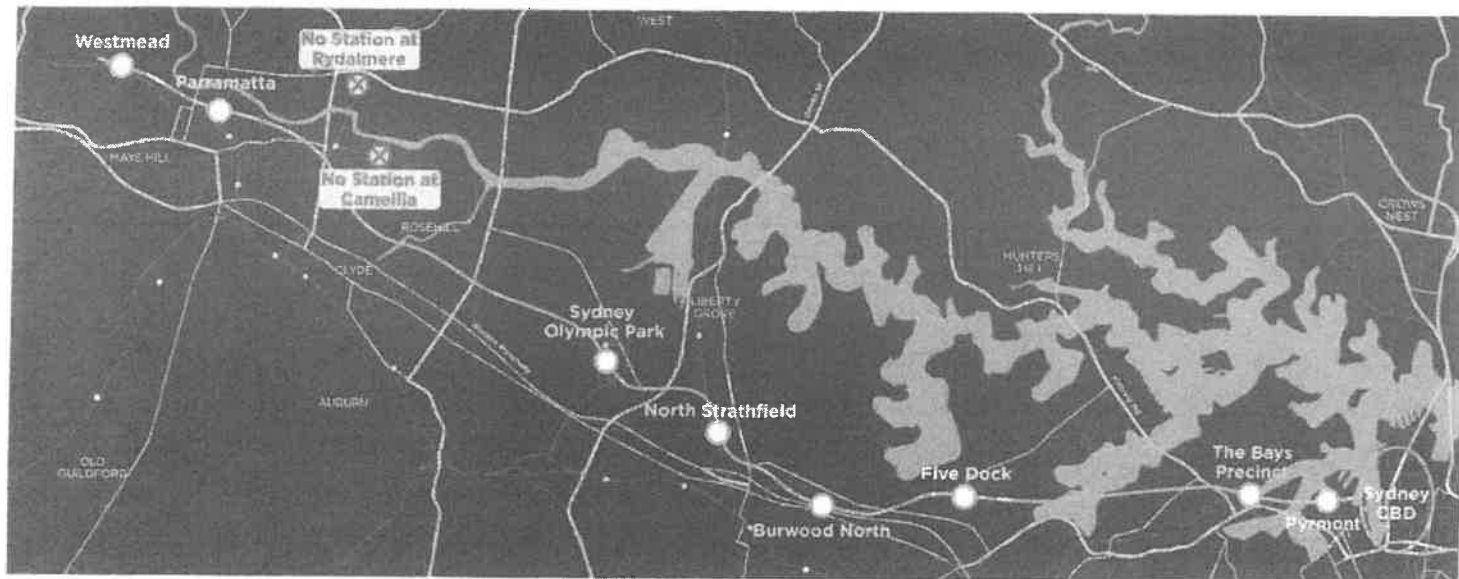 WEST
No Station at
Rydalmere
Westmead
Parramatta
MAYS HILL
No Station at
Camellia
ROSEHILL
CLYDE
CROWS
NEST
HUNTERS
HILL
LIBERTY
GROVE
Sydney
Olympic Park
AUBURN
North Strathfield
OLD
GUILDFORD
Five Dock
The Bays
Precinct
Burwood North
Pyrmont
Sydney
CBD